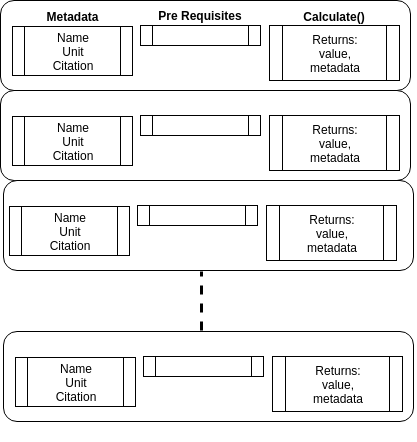 Metadata
Pre Requisites
Calculate()
Name
Unit
Citation
Returns:
value,
metadata
Name
Unit
Citation
Returns:
value,
metadata
Name
Unit
Citation
Returns:
value,
metadata
Name
Unit
Citation
Returns:
value,
metadata